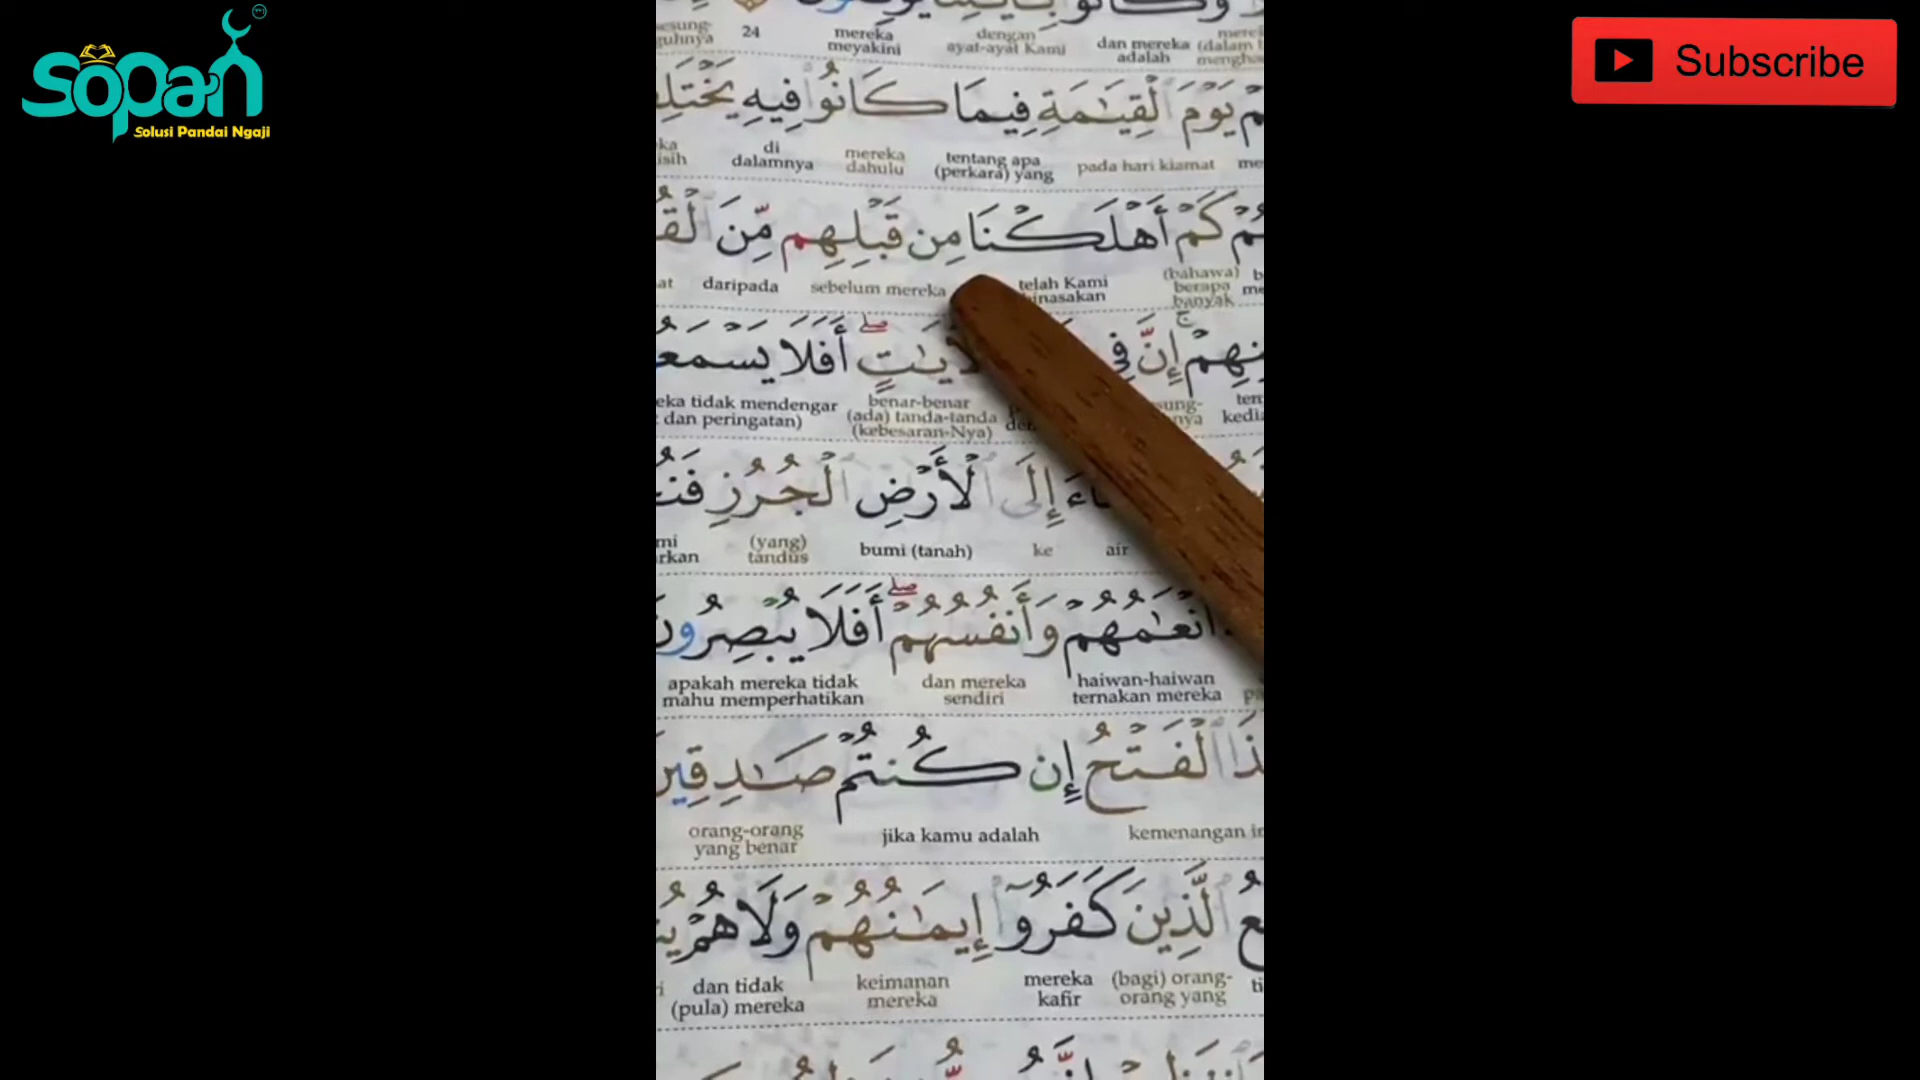 Sopan
Solusi Pandai Ngaji
Subscribe
24
mereka meyakini
dengan ayat-ayat Kami
dan mereka adalah
يَوْمَ الْقِيَٰمَةِ فِيمَا كَانُوا فِيهِ
di dalamnya
mereka dahulu
tentang apa (perkara) yang
pada hari kiamat
كَمْ أَهْلَكْنَا مِن قَبْلِهِم مِّنَ
daripada
sebelum mereka
telah Kami
(bahawa) berapa banyak
إِنَّ فِي لَآيَٰتٍ ۖ أَفَلَا
tidak mendengar
dan peringatan)
benar-benar (ada) tanda-tanda (kebesaran-Nya)
إِلَى الْأَرْضِ الْجُرُزِ
(yang) tandus
bumi (tanah)
ke
air
أَنْعَٰمُهُمْ وَأَنفُسُهُمْ ۖ أَفَلَا يُبْصِرُونَ
apakah mereka tidak mahu memperhatikan
dan mereka sendiri
haiwan-haiwan ternakan mereka
الْفَتْحُ إِن كُنتُمْ صَٰدِقِين
orang-orang yang benar
jika kamu adalah
kemenangan
الَّذِينَ كَفَرُوٓا إِيمَٰنُهُمْ وَلَا هُمْ
dan tidak (pula) mereka
keimanan mereka
mereka kafir
(bagi) orang-orang yang